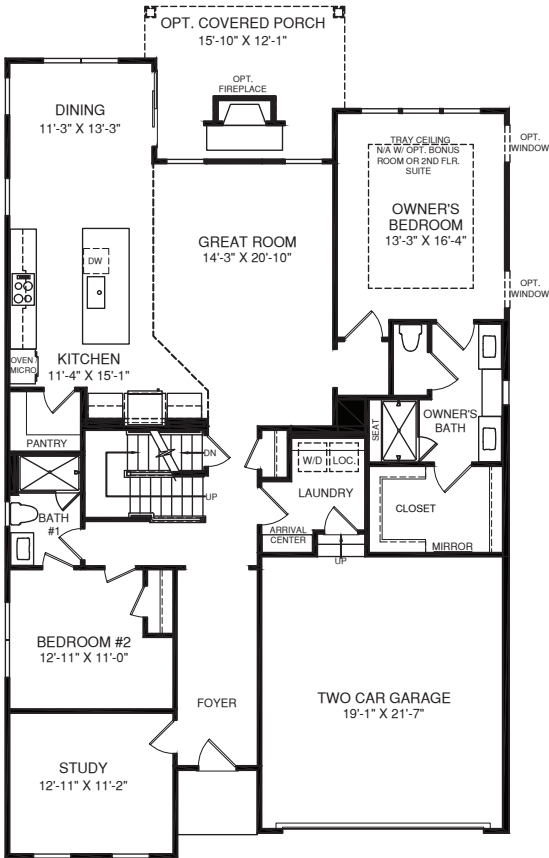 OPT. COVERED PORCH
15'-10" X 12'-1"
OPT.
FIREPLACE
DINING
11'-3" X 13'-3"
TRAY CEILING
N/A W/ OPT. BONUS
ROOM OR 2ND FLR.
SUITE
OPT.
WINDOW
OWNER'S
BEDROOM
13'-3" X 16'-4"
GREAT ROOM
14'-3" X 20'-10"
DW
OPT.
WINDOW
OVEN/
MICRO
KITCHEN
11'-4" X 15'-1"
PANTRY
SEAT
OWNER'S
BATH
DN
UP
W/D
LOC.
LAUNDRY
CLOSET
MIRROR
BATH
#1
ARRIVAL
CENTER
UP
BEDROOM #2
12'-11" X 11'-0"
FOYER
TWO CAR GARAGE
19'-1" X 21'-7"
STUDY
12'-11" X 11'-2"